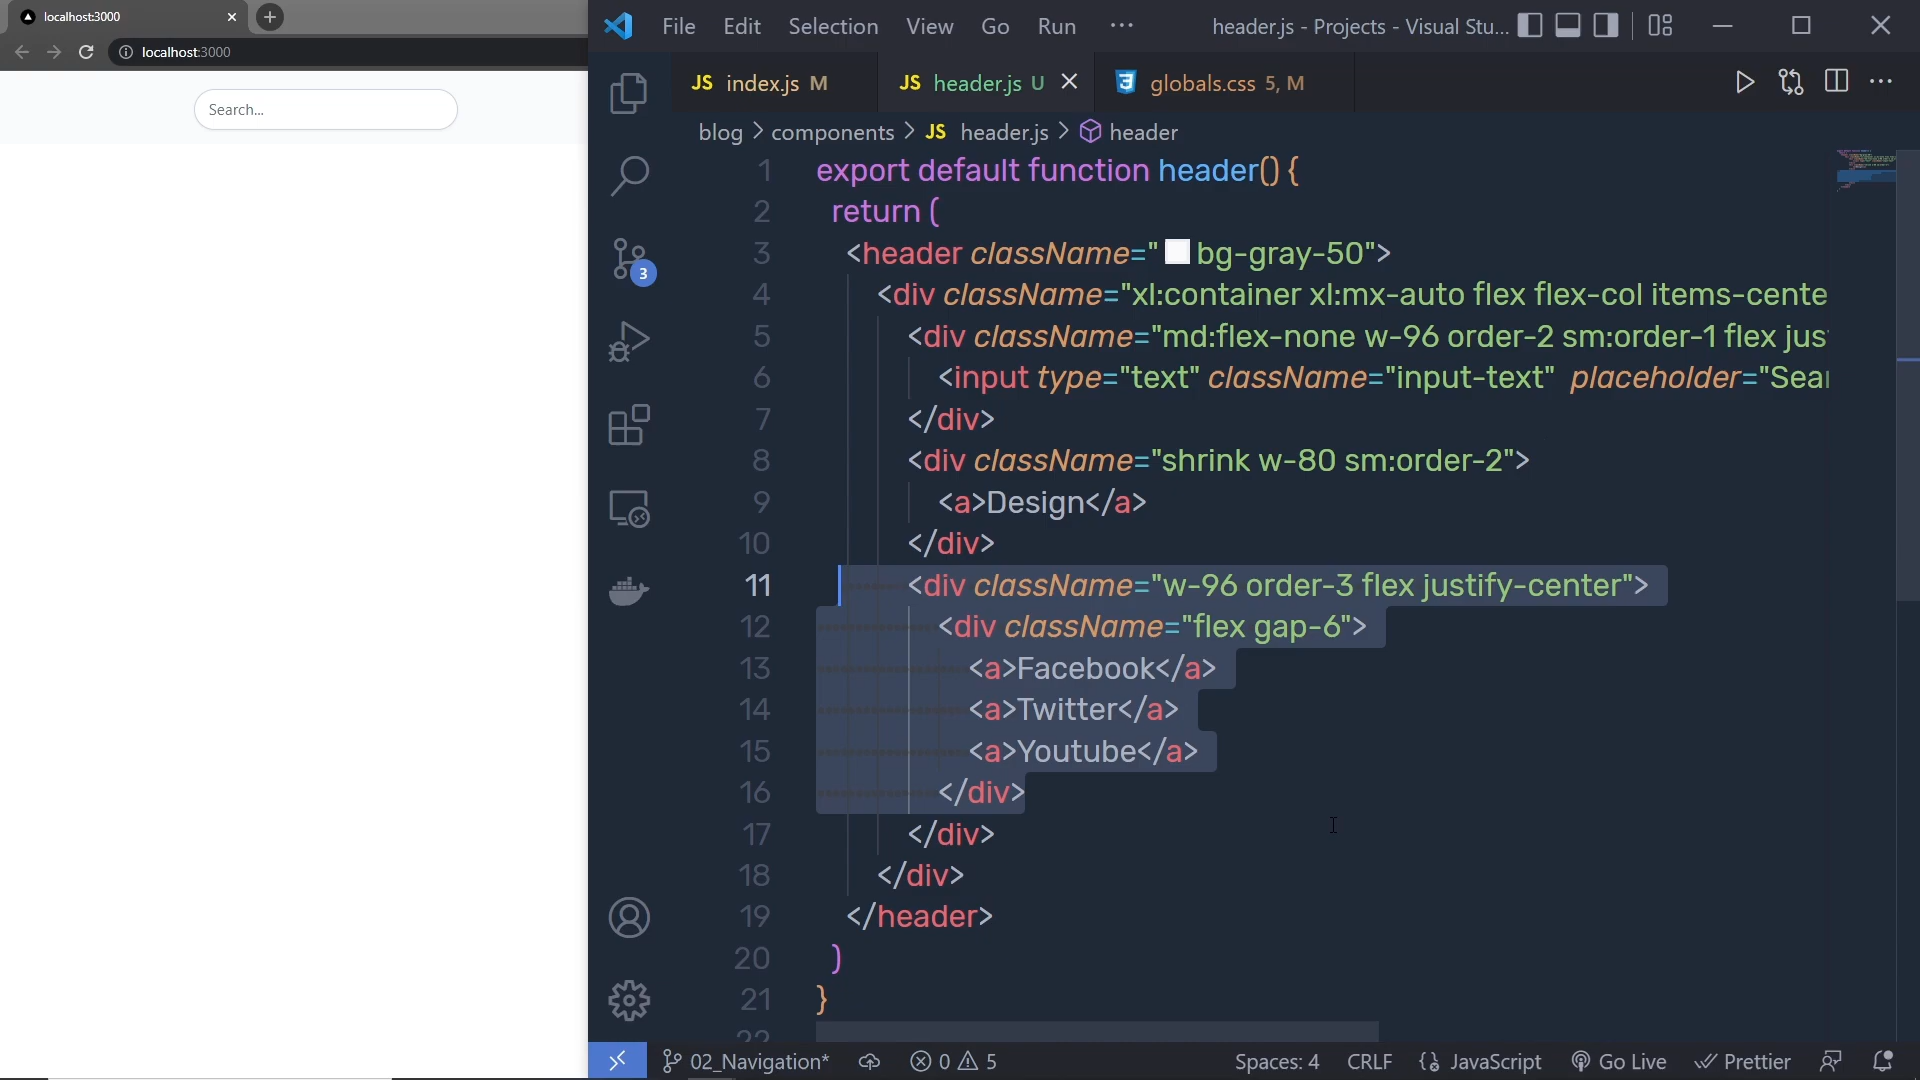 localhost:3000
localhost:3000
Search...
File Edit Selection View Go Run ···
header.js - Projects - Visual Stu...
JS index.js M
JS header.js U
globals.css 5, M
blog > components > JS header.js > header
1 export default function header() {
2 return (
3 <header className="bg-gray-50">
4 <div className="xl:container xl:mx-auto flex flex-col items-cente
5 <div className="md:flex-none w-96 order-2 sm:order-1 flex jus
6 <input type="text" className="input-text" placeholder="Sear
7 </div>
8 <div className="shrink w-80 sm:order-2">
9 <a>Design</a>
10 </div>
11 <div className="w-96 order-3 flex justify-center">
12 <div className="flex gap-6">
13 <a>Facebook</a>
14 <a>Twitter</a>
15 <a>Youtube</a>
16 </div>
17 </div>
18 </div>
19 </header>
20 )
21 }
22
3
02_Navigation* 0 5 Spaces: 4 CRLF {} JavaScript Go Live Prettier